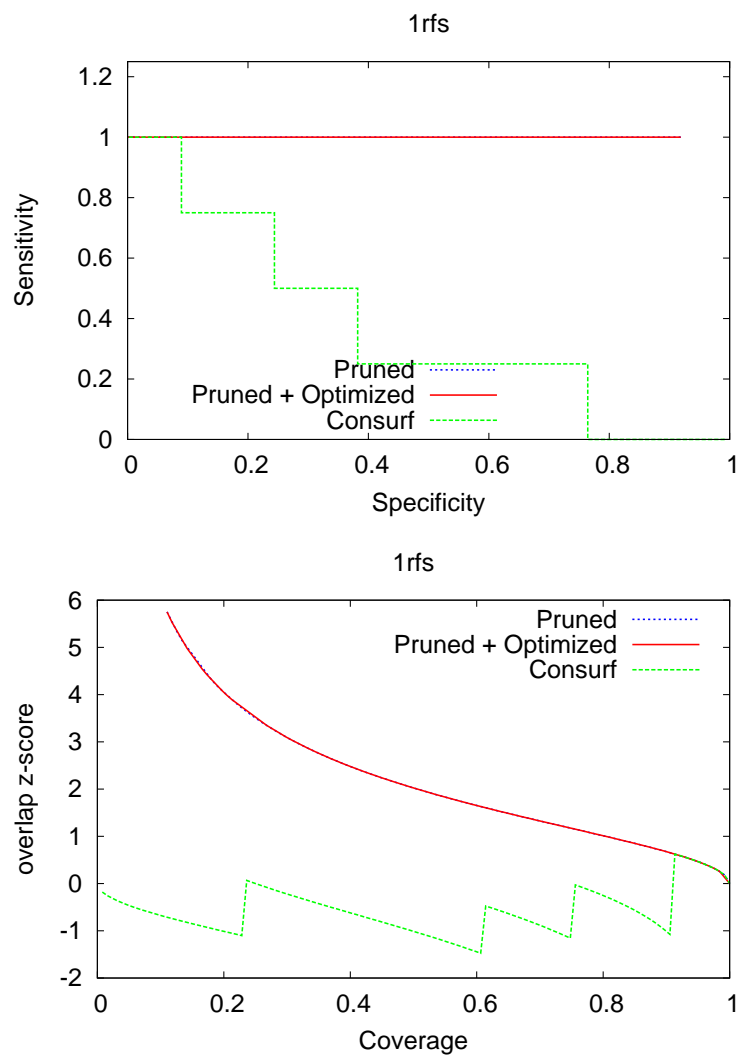 1rfs
1.2
1
0.8
0.6
0.4
0.2
0
Sensitivity
Pruned
Pruned + Optimized
Consurf
0 0.2 0.4 0.6 0.8 1
Specificity
1rfs
6
5
4
3
2
1
0
-1
-2
overlap z-score
Pruned
Pruned + Optimized
Consurf
0 0.2 0.4 0.6 0.8 1
Coverage